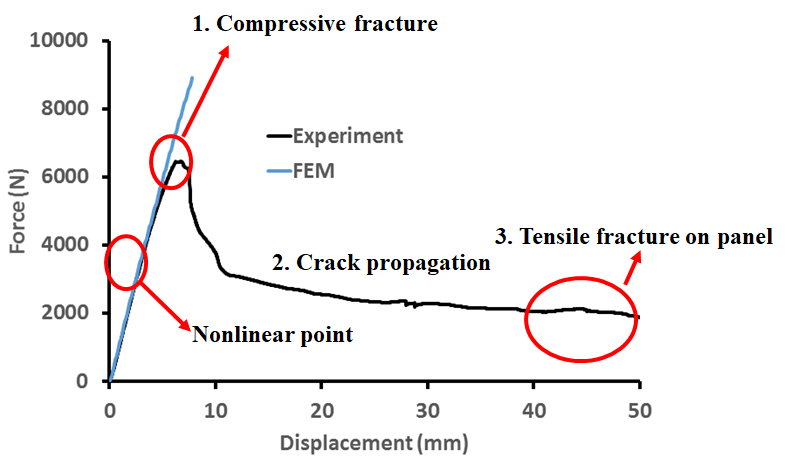 1. Compressive fracture
10000
8000
6000
4000
2000
0
Force (N)
Experiment
FEM
3. Tensile fracture on panel
2. Crack propagation
Nonlinear point
0 10 20 30 40 50
Displacement (mm)